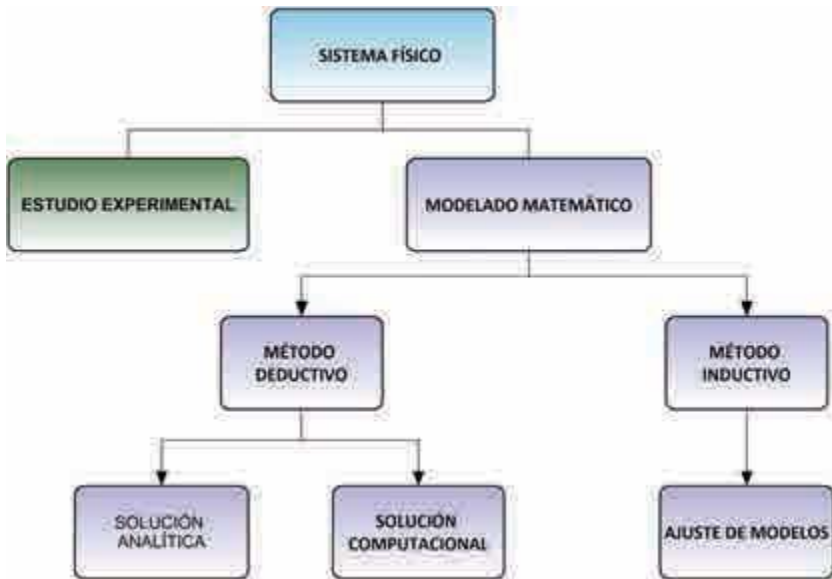 SISTEMA FÍSICO
ESTUDIO EXPERIMENTAL
MODELADO MATEMÁTICO
MÉTODO
DEDUCTIVO
MÉTODO
INDUCTIVO
SOLUCIÓN
ANALÍTICA
SOLUCIÓN
COMPUTACIONAL
AJUSTE DE MODELOS